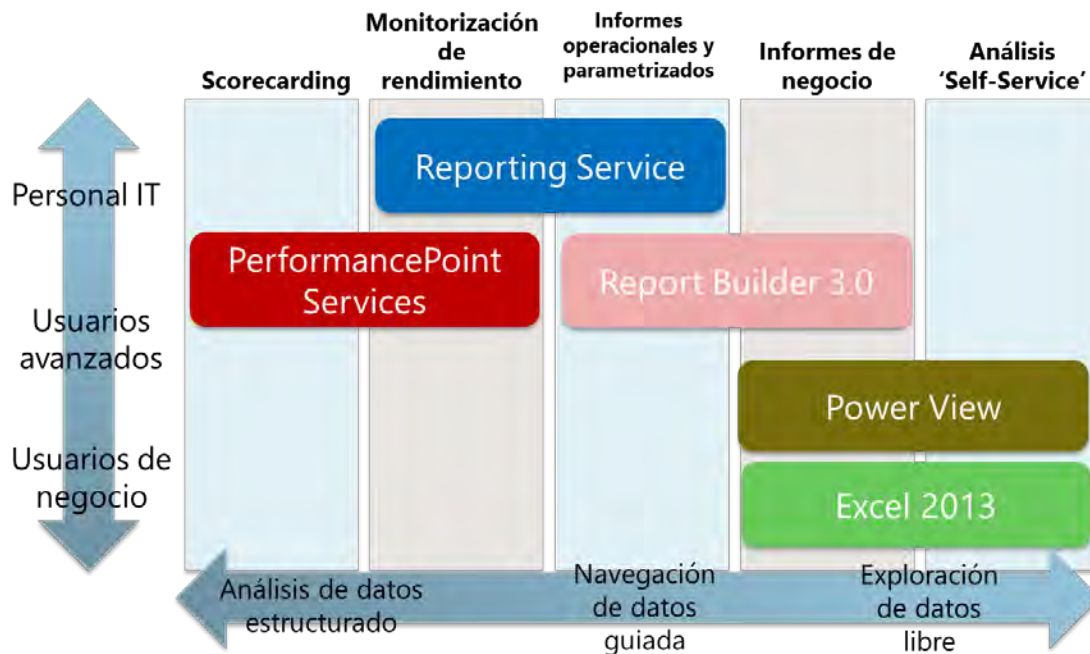 Scorecarding
Monitorización
de
rendimiento
Informes
operacionales y
parametrizados
Informes de
negocio
Análisis
‘Self-Service’
Personal IT
Usuarios
avanzados
Usuarios de
negocio
Reporting Service
PerformancePoint
Services
Report Builder 3.0
Power View
Excel 2013
Análisis de datos
estructurado
Navegación
de datos
guiada
Exploración
de datos
libre